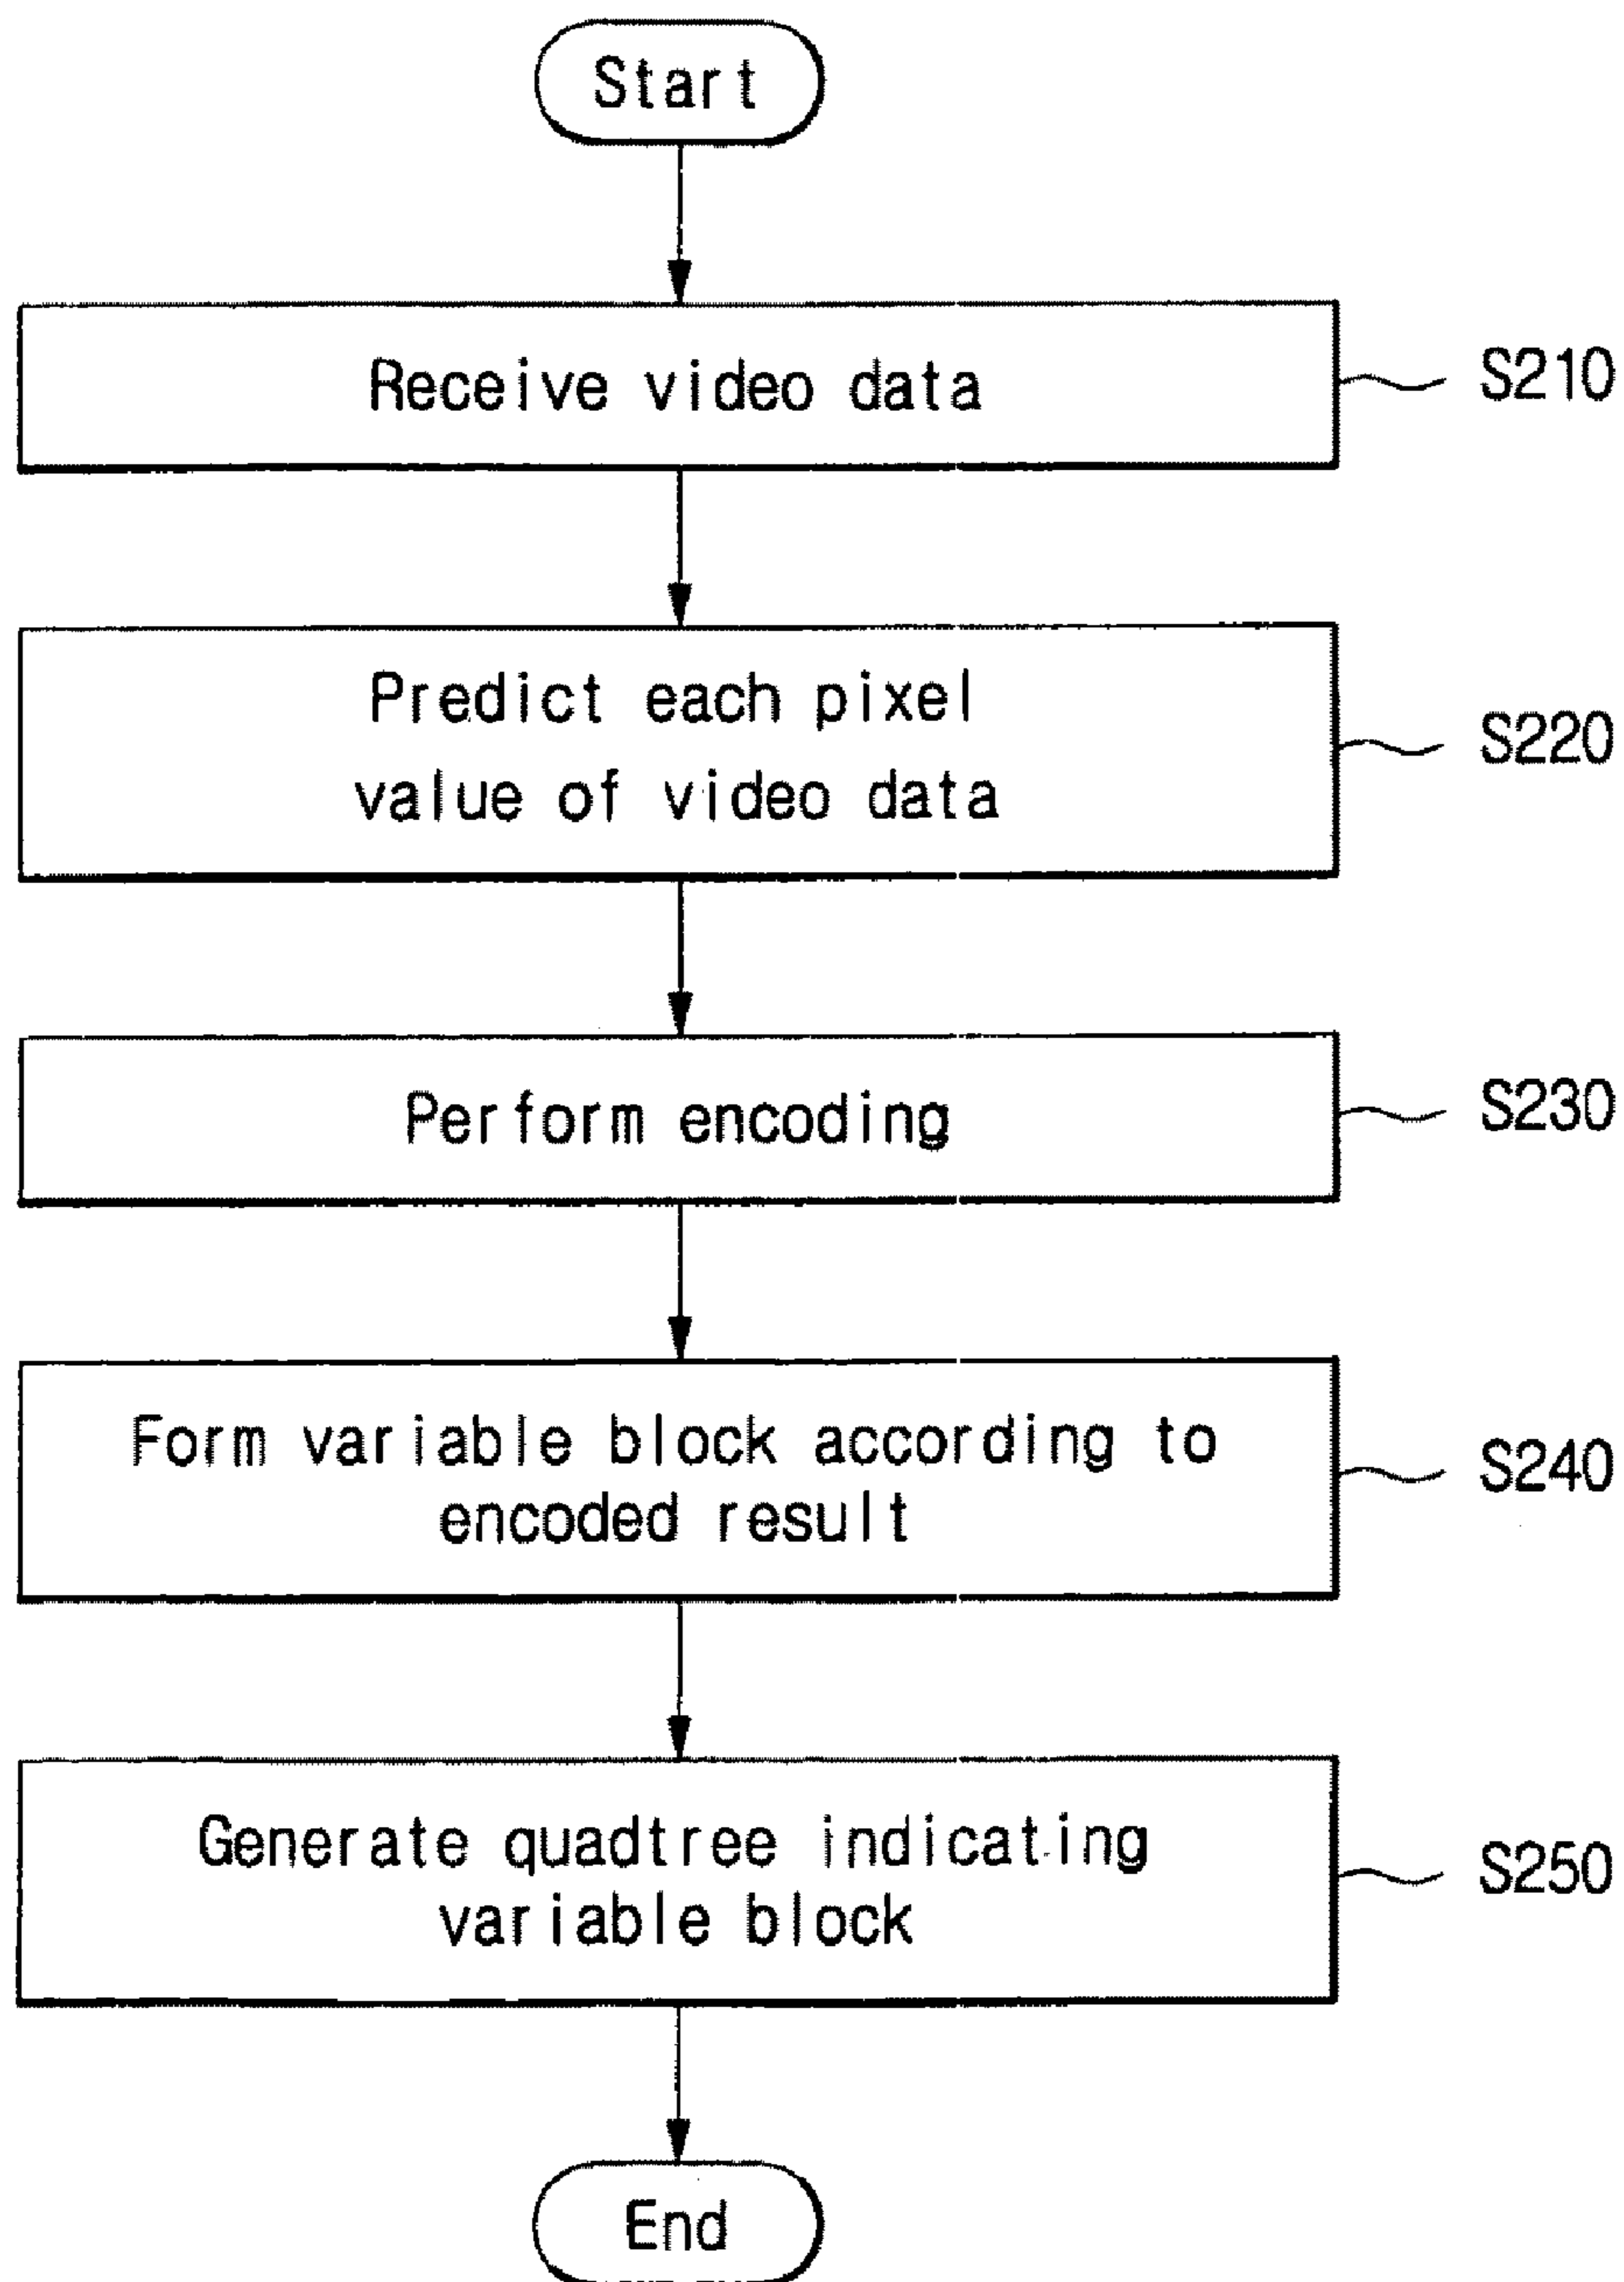 Start
Receive video data
S210
Predict each pixel
value of video data
S220
Perform encoding
S230
Form variable block according to
encoded result
S240
Generate quadtree indicating
variable block
S250
End